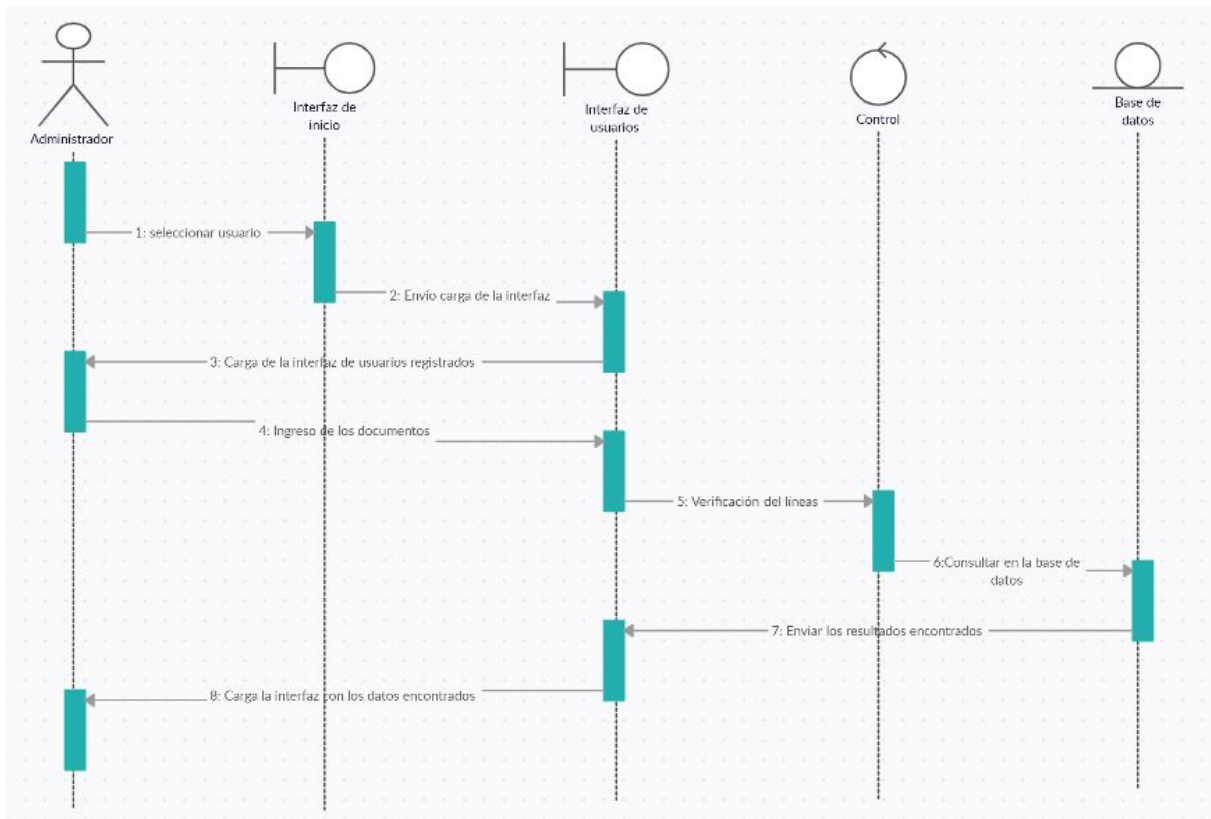 Administrador
Interfaz de
inicio
Interfaz de
usuarios
Control
Base de
datos
1: seleccionar usuario
2: Envío carga de la interfaz
3: Carga de la interfaz de usuarios registrados
4: Ingreso de los documentos
5: Verificación del líneas
6:Consultar en la base de
datos
7: Enviar los resultados encontrados
8: Carga la interfaz con los datos encontrados